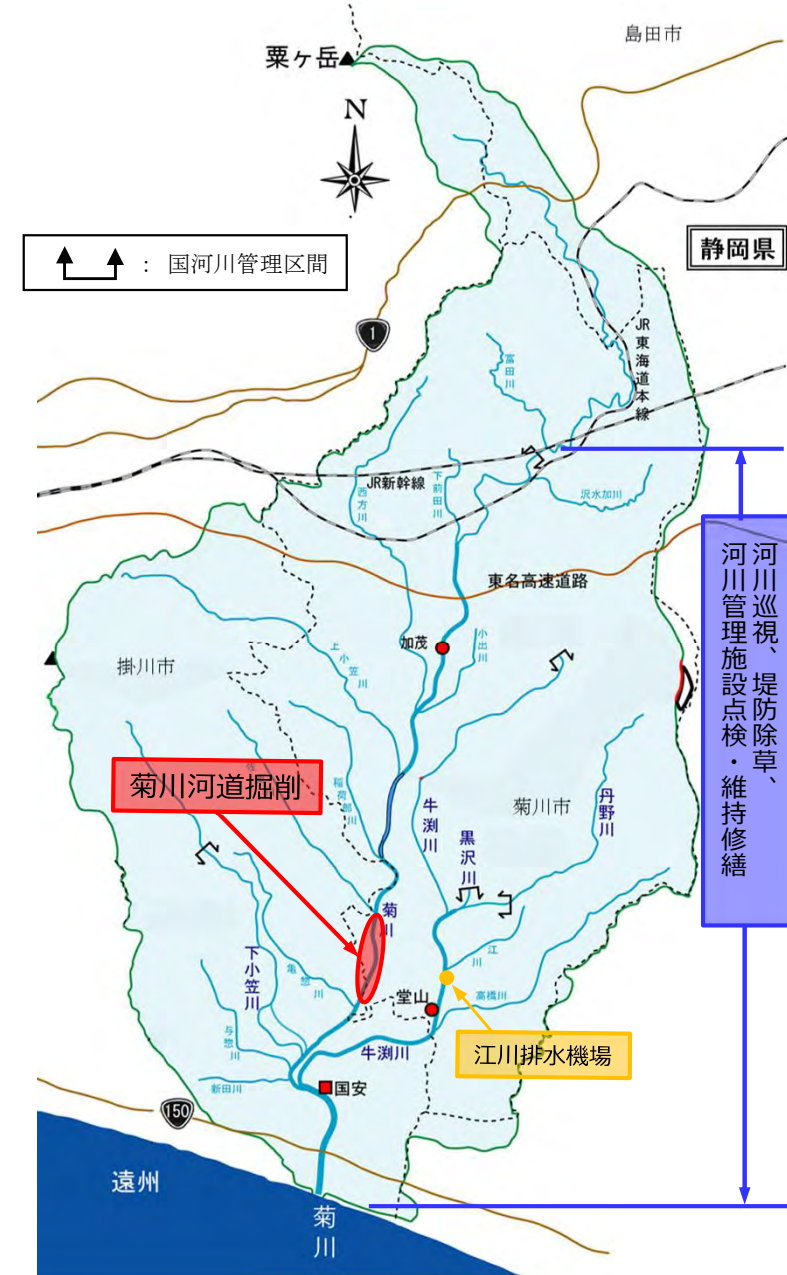 島田市
粟ヶ岳
N
静岡県
: 国河川管理区間
1
JR東海道本線
富田川
JR新幹線
西方川
下前田川
沢水加川
東名高速道路
河川巡視、堤防除草、
河川管理施設点検・維持修繕
加茂
小出川
上小笠川
掛川市
佐
菊川河道掘削
稲荷部川
牛渕川
黒沢川
菊川市
丹野川
菊川
下小笠川
亀惣川
江川
堂山
高橋川
与惣川
牛渕川
江川排水機場
新田川
国安
150
遠州
菊川